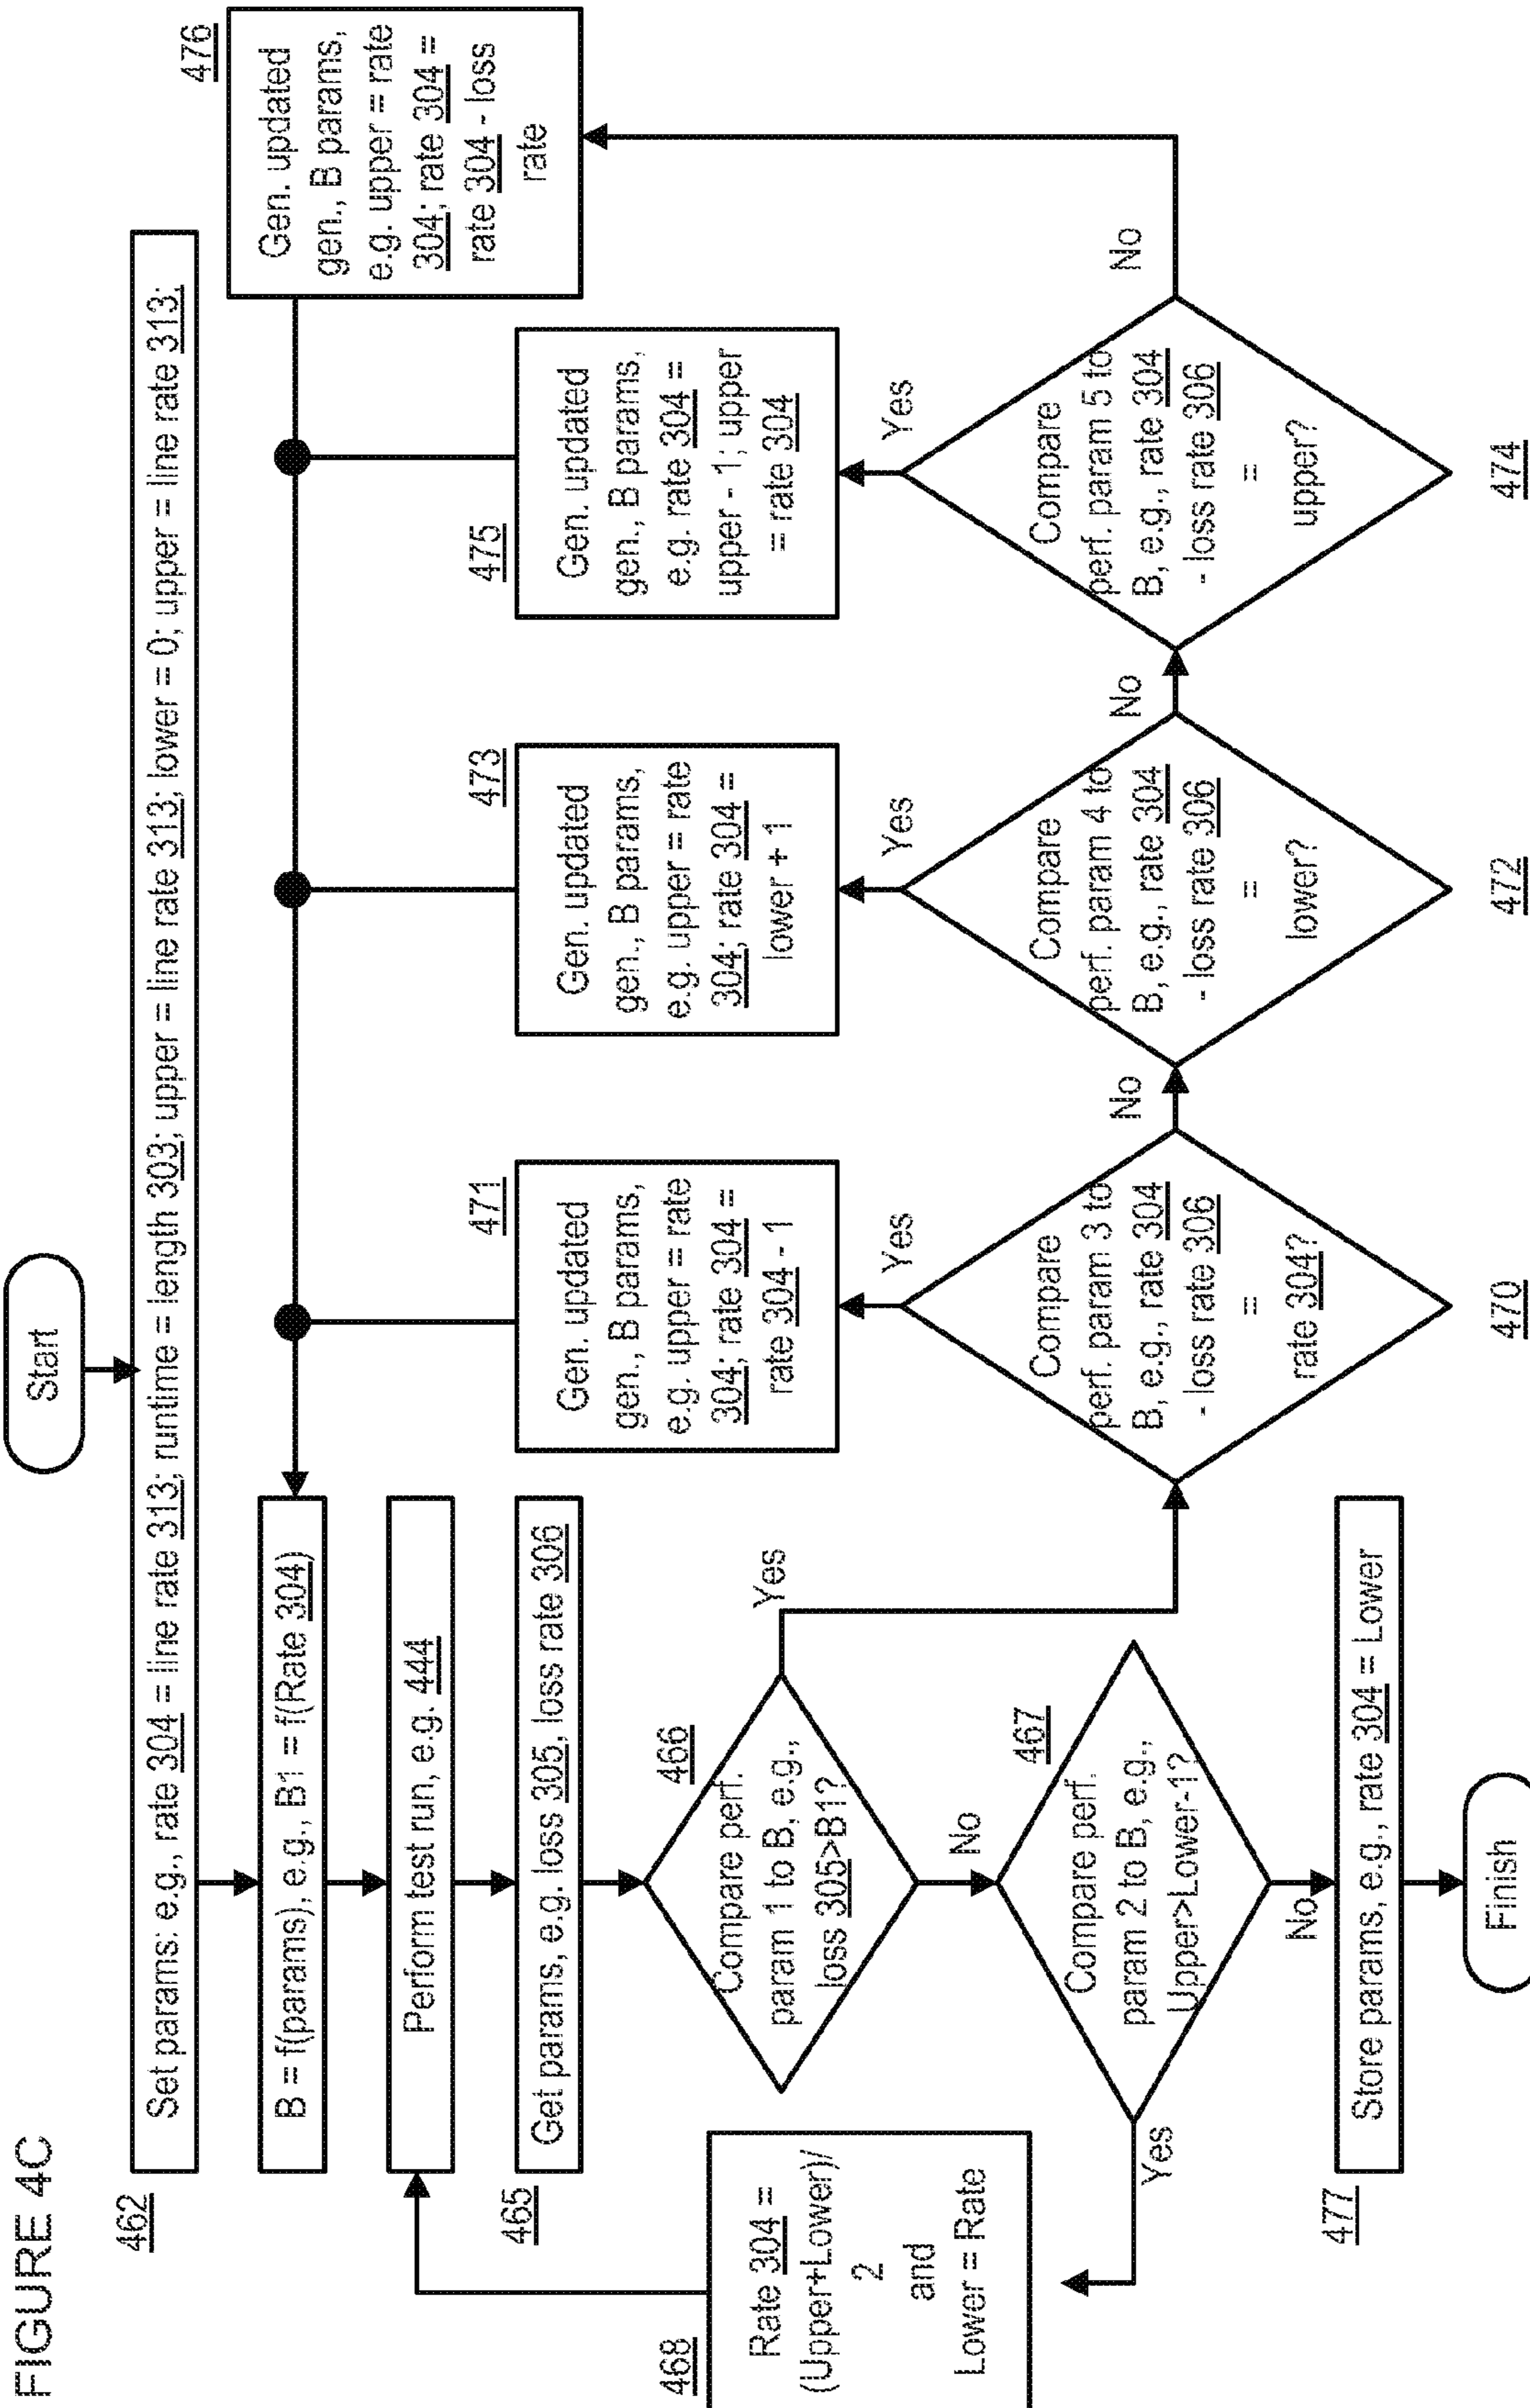 FIGURE 4C
Start
462
Set params: e.g., rate 304 = line rate 313; runtime = length 303; upper = line rate 313; lower = 0; upper = line rate 313;
B = f(params), e.g., B1 = f(Rate 304)
Perform test run, e.g. 444
465
Get params, e.g. loss 305, loss rate 306
466
Compare perf.
param 1 to B, e.g.,
loss 305>B1?
Yes
No
467
Compare perf.
param 2 to B, e.g.,
Upper>Lower-1?
Yes
No
468
Rate 304 =
(Upper+Lower)/
2
and
Lower = Rate
477
Store params, e.g., rate 304 = Lower
Finish
470
Compare
perf. param 3 to
B, e.g., rate 304
- loss rate 306
=
rate 304?
Yes
No
471
Gen. updated
gen., B params,
e.g. upper = rate
304; rate 304 =
rate 304 - 1
472
Compare
perf. param 4 to
B, e.g., rate 304
- loss rate 306
=
lower?
Yes
No
473
Gen. updated
gen., B params,
e.g. upper = rate
304; rate 304 =
lower + 1
474
Compare
perf. param 5 to
B, e.g., rate 304
- loss rate 306
=
upper?
Yes
No
475
Gen. updated
gen., B params,
e.g. rate 304 =
upper - 1; upper
= rate 304
476
Gen. updated
gen., B params,
e.g. upper = rate
304; rate 304 =
rate 304 - loss
rate